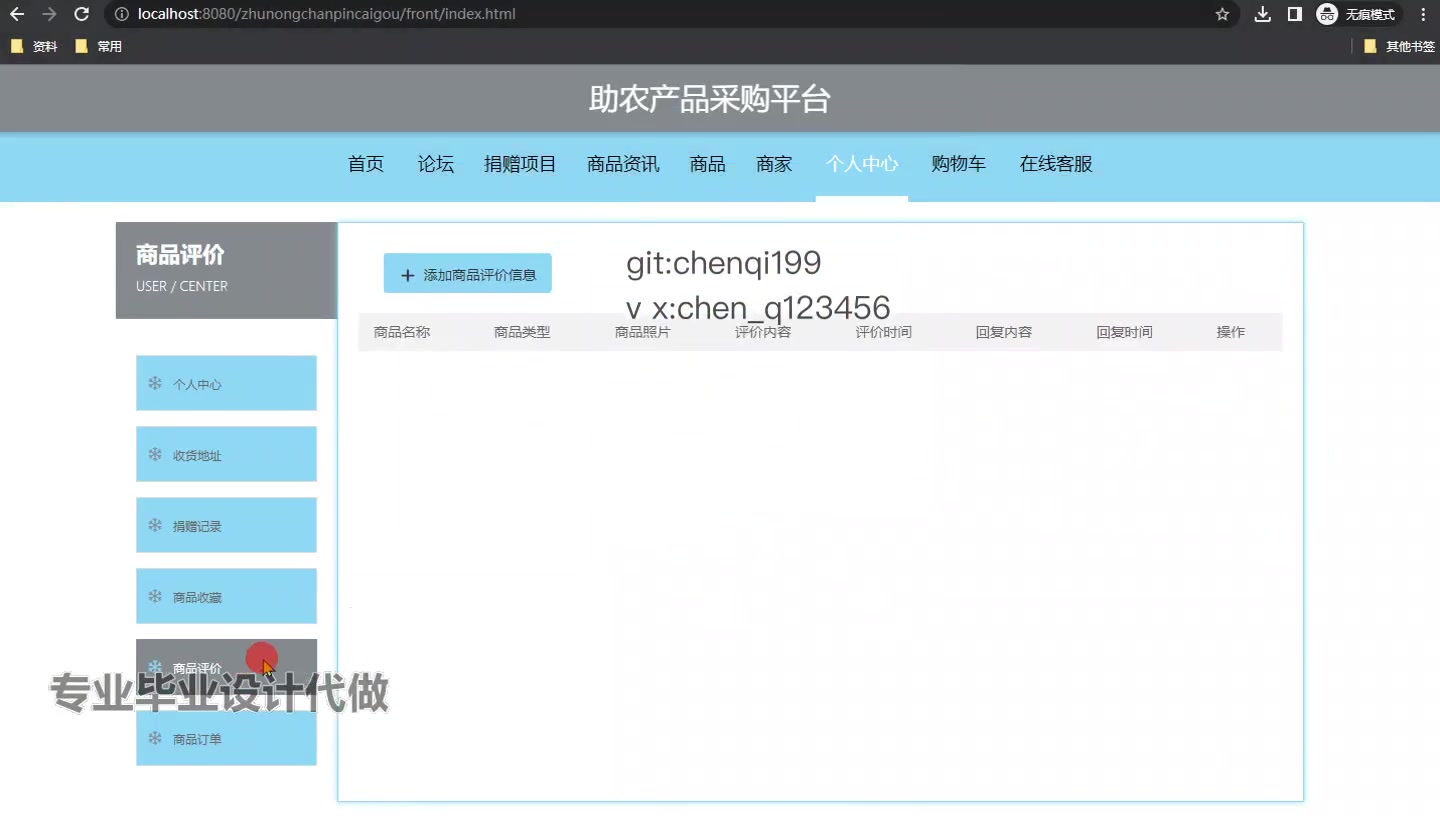 localhost:8080/zhunongchanpincaigou/front/index.html
无痕模式
资料 常用 其他书签
助农产品采购平台
首页 论坛 捐赠项目 商品资讯 商品 商家 个人中心 购物车 在线客服
商品评价
USER / CENTER
+ 添加商品评价信息
git:chenqi199
v x:chen_q123456
商品名称 商品类型 商品照片 评价内容 评价时间 回复内容 回复时间 操作
个人中心
收货地址
捐赠记录
商品收藏
商品评价
专业毕业设计代做
商品订单